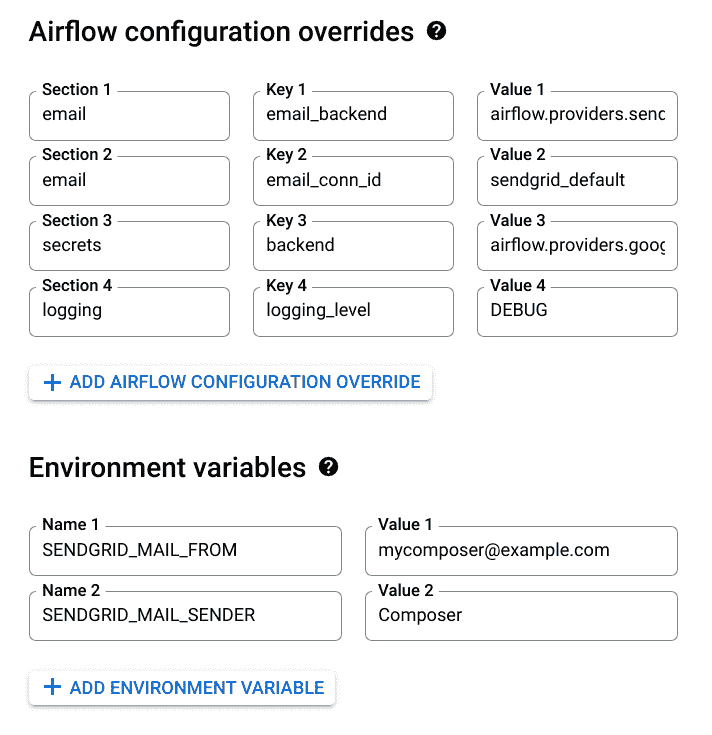 Airflow configuration overrides
Section 1 Key 1 Value 1
email email_backend airflow.providers.senc
Section 2 Key 2 Value 2
email email_conn_id sendgrid_default
Section 3 Key 3 Value 3
secrets backend airflow.providers.goog
Section 4 Key 4 Value 4
logging logging_level DEBUG
+ ADD AIRFLOW CONFIGURATION OVERRIDE
Environment variables
Name 1 Value 1
SENDGRID_MAIL_FROM mycomposer@example.com
Name 2 Value 2
SENDGRID_MAIL_SENDER Composer
+ ADD ENVIRONMENT VARIABLE